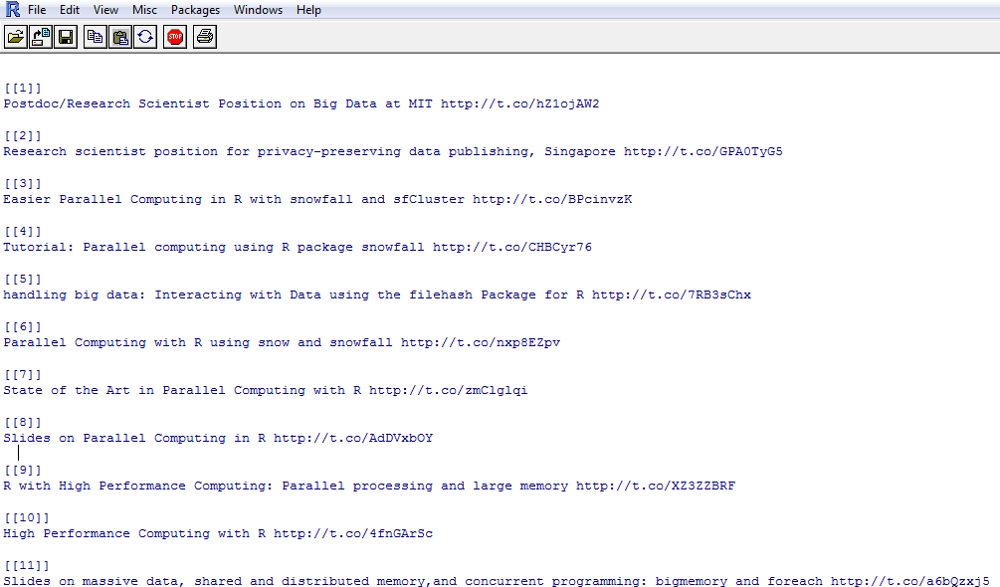 R File Edit View Misc Packages Windows Help
STOP
[[1]]
Postdoc/Research Scientist Position on Big Data at MIT http://t.co/hZ1ojAW2
[[2]]
Research scientist position for privacy-preserving data publishing, Singapore http://t.co/GPA0TyG5
[[3]]
Easier Parallel Computing in R with snowfall and sfCluster http://t.co/BPcinvzK
[[4]]
Tutorial: Parallel computing using R package snowfall http://t.co/CHBCyr76
[[5]]
handling big data: Interacting with Data using the filehash Package for R http://t.co/7RB3sChx
[[6]]
Parallel Computing with R using snow and snowfall http://t.co/nxp8EZpv
[[7]]
State of the Art in Parallel Computing with R http://t.co/zmClglqi
[[8]]
Slides on Parallel Computing in R http://t.co/AdDVxbOY
[[9]]
R with High Performance Computing: Parallel processing and large memory http://t.co/XZ3ZZBRF
[[10]]
High Performance Computing with R http://t.co/4fnGArSc
[[11]]
Slides on massive data, shared and distributed memory,and concurrent programming: bigmemory and foreach http://t.co/a6bQzxj5